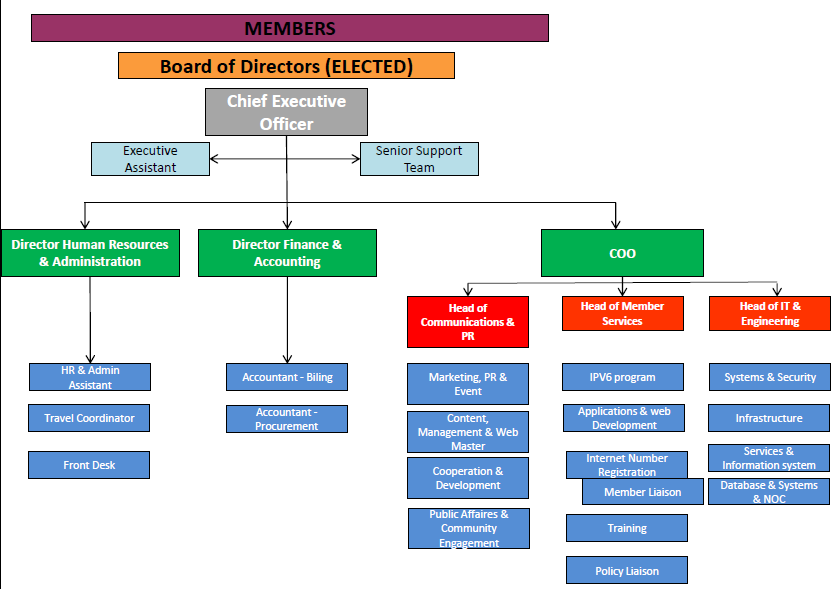 MEMBERS
Board of Directors (ELECTED)
Chief Executive
Officer
Executive
Assistant
Senior Support
Team
Director Human Resources
& Administration
Director Finance &
Accounting
COO
Head of
Communications &
PR
Head of Member
Services
Head of IT &
Engineering
HR & Admin
Assistant
Travel Coordinator
Front Desk
Accountant - Biling
Accountant -
Procurement
Marketing, PR &
Event
Content,
Management & Web
Master
Cooperation &
Development
Public Affaires &
Community
Engagement
IPV6 program
Applications & web
Development
Internet Number
Registration
Member Liaison
Training
Policy Liaison
Systems & Security
Infrastructure
Services &
Information system
Database & Systems
& NOC